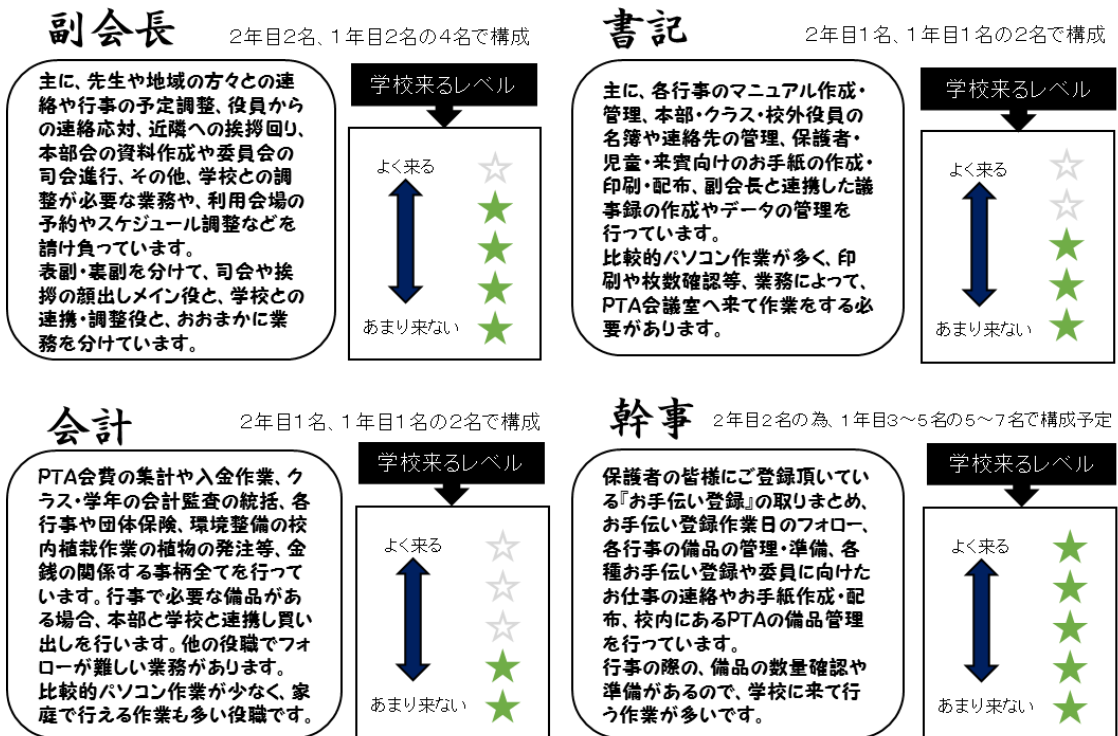 副会長
2年目2名、1年目2名の4名で構成
主に、先生や地域の方々との連
絡や行事の予定調整、役員から
の連絡応対、近隣への挨拶回り、
本部会の資料作成や委員会の
司会進行、その他、学校との調
整が必要な業務や、利用会場の
予約やスケジュール調整などを
請け負っています。
表副・裏副を分けて、司会や挨
拶の顔出しメイン役と、学校との
連携・調整役と、おおまかに業
務を分けています。
学校来るレベル
よく来る
あまり来ない
書記
2年目1名、1年目1名の2名で構成
主に、各行事のマニュアル作成・
管理、本部・クラス・校外役員の
名簿や連絡先の管理、保護者・
児童・来賓向けのお手紙の作成・
印刷・配布、副会長と連携した議
事録の作成やデータの管理を
行っています。
比較的パソコン作業が多く、印
刷や枚数確認等、業務によって、
PTA会議室へ来て作業をする必
要があります。
学校来るレベル
よく来る
あまり来ない
会計
2年目1名、1年目1名の2名で構成
PTA会費の集計や入金作業、ク
ラス・学年の会計監査の統括、各
行事や団体保険、環境整備の校
内植栽作業の植物の発注等、金
銭の関係する事柄全てを行って
います。行事で必要な備品があ
る場合、本部と学校と連携し買い
出しを行います。他の役職でフォ
ローが難しい業務があります。
比較的パソコン作業が少なく、家
庭で行える作業も多い役職です。
学校来るレベル
よく来る
あまり来ない
幹事
2年目2名の為、1年目3～5名の5～7名で構成予定
保護者の皆様にご登録頂いてい
る『お手伝い登録』の取りまとめ、
お手伝い登録作業日のフォロー、
各行事の備品の管理・準備、各
種お手伝い登録や委員に向けた
お仕事の連絡やお手紙作成・配
布、校内にあるPTAの備品管理
を行っています。
行事の際の、備品の数量確認や
準備があるので、学校に来て行
う作業が多いです。
学校来るレベル
よく来る
あまり来ない